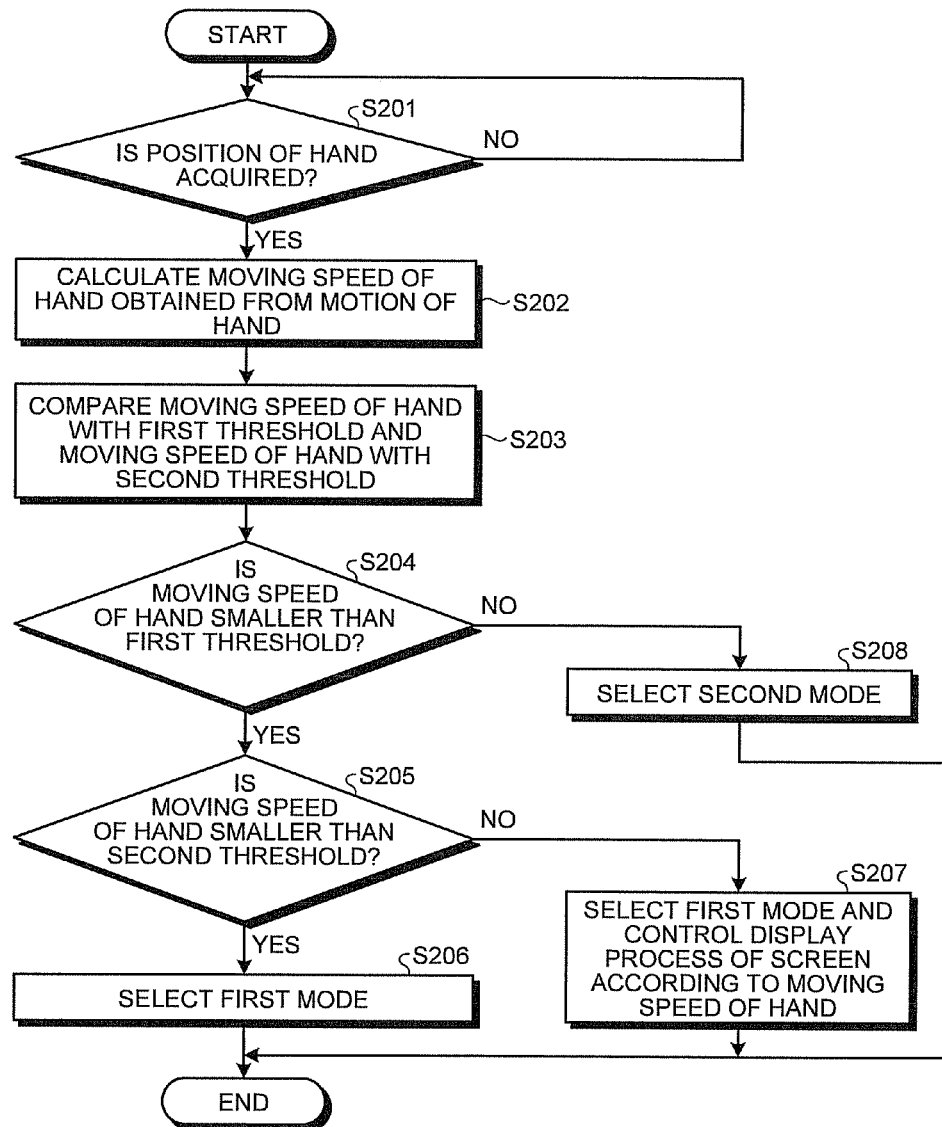 START
S201
IS POSITION OF HAND
ACQUIRED?
NO
YES
CALCULATE MOVING SPEED OF
HAND OBTAINED FROM MOTION OF
HAND
S202
COMPARE MOVING SPEED OF HAND
WITH FIRST THRESHOLD AND
MOVING SPEED OF HAND WITH
SECOND THRESHOLD
S203
S204
IS
MOVING SPEED
OF HAND SMALLER THAN
FIRST THRESHOLD?
NO
YES
S208
SELECT SECOND MODE
S205
IS
MOVING SPEED
OF HAND SMALLER THAN
SECOND THRESHOLD?
NO
YES
S207
SELECT FIRST MODE AND
CONTROL DISPLAY
PROCESS OF SCREEN
ACCORDING TO MOVING
SPEED OF HAND
S206
SELECT FIRST MODE
END